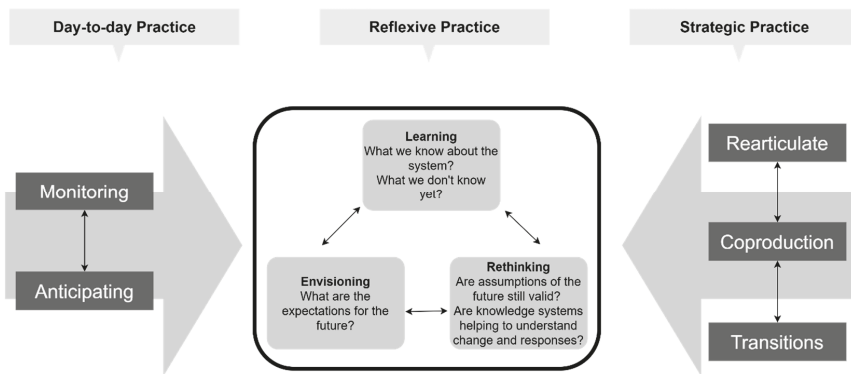 Day-to-day Practice
Reflexive Practice
Strategic Practice
Monitoring
Anticipating
Learning
What we know about the
system?
What we don't know
yet?
Envisioning
What are the
expectations for the
future?
Rethinking
Are assumptions of the
future still valid?
Are knowledge systems
helping to understand
change and responses?
Rearticulate
Coproduction
Transitions